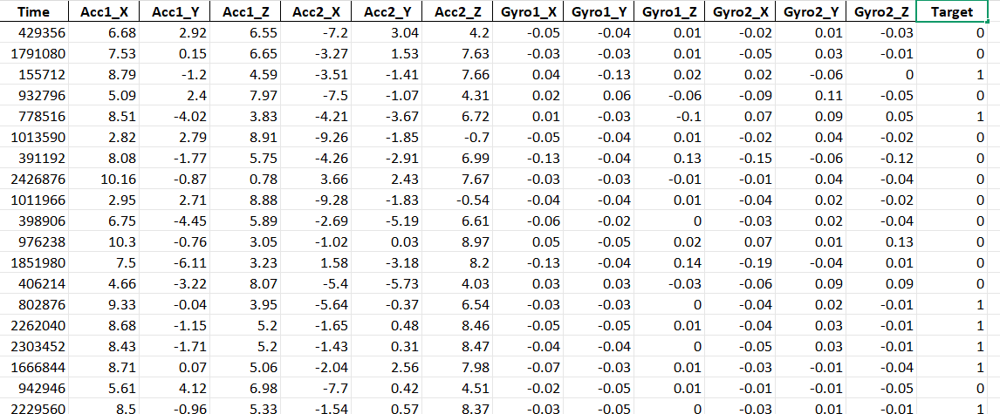 Time Acc1_X Acc1_Y Acc1_Z Acc2_X Acc2_Y Acc2_Z Gyro1_X Gyro1_Y Gyro1_Z Gyro2_X Gyro2_Y Gyro2_Z Target
429356 6.68 2.92 6.55 -7.2 3.04 4.2 -0.05 -0.04 0.01 -0.02 0.01 -0.03 0
1791080 7.53 0.15 6.65 -3.27 1.53 7.63 -0.03 -0.03 0.01 -0.05 0.03 -0.01 0
155712 8.79 -1.2 4.59 -3.51 -1.41 7.66 0.04 -0.13 0.02 0.02 -0.06 0 1
932796 5.09 2.4 7.97 -7.5 -1.07 4.31 0.02 0.06 -0.06 -0.09 0.11 -0.05 0
778516 8.51 -4.02 3.83 -4.21 -3.67 6.72 0.01 -0.03 -0.1 0.07 0.09 0.05 1
1013590 2.82 2.79 8.91 -9.26 -1.85 -0.7 -0.05 -0.04 0.01 -0.02 0.04 -0.02 0
391192 8.08 -1.77 5.75 -4.26 -2.91 6.99 -0.13 -0.04 0.13 -0.15 -0.06 -0.12 0
2426876 10.16 -0.87 0.78 3.66 2.43 7.67 -0.03 -0.03 -0.01 -0.01 0.04 -0.04 0
1011966 2.95 2.71 8.88 -9.28 -1.83 -0.54 -0.04 -0.04 0.01 -0.04 0.02 -0.02 0
398906 6.75 -4.45 5.89 -2.69 -5.19 6.61 -0.06 -0.02 0 -0.03 0.02 -0.04 0
976238 10.3 -0.76 3.05 -1.02 0.03 8.97 0.05 -0.05 0.02 0.07 0.01 0.13 0
1851980 7.5 -6.11 3.23 1.58 -3.18 8.2 -0.13 -0.04 0.14 -0.19 -0.04 0.01 0
406214 4.66 -3.22 8.07 -5.4 -5.73 4.03 0.03 0.03 -0.03 -0.06 0.09 0.09 0
802876 9.33 -0.04 3.95 -5.64 -0.37 6.54 -0.03 -0.03 0 -0.04 0.02 -0.01 1
2262040 8.68 -1.15 5.2 -1.65 0.48 8.46 -0.05 -0.05 0.01 -0.04 0.03 -0.01 1
2303452 8.43 -1.71 5.2 -1.43 0.31 8.47 -0.04 -0.04 0 -0.05 0.03 -0.01 1
1666844 8.71 0.07 5.06 -2.04 2.56 7.98 -0.07 -0.03 0.01 -0.03 -0.01 -0.04 1
942946 5.61 4.12 6.98 -7.7 0.42 4.51 -0.02 -0.05 0.01 -0.01 -0.01 -0.05 0
2229560 8.5 -0.96 5.33 -1.54 0.57 8.37 -0.03 -0.05 0 -0.03 0.01 -0.01 1